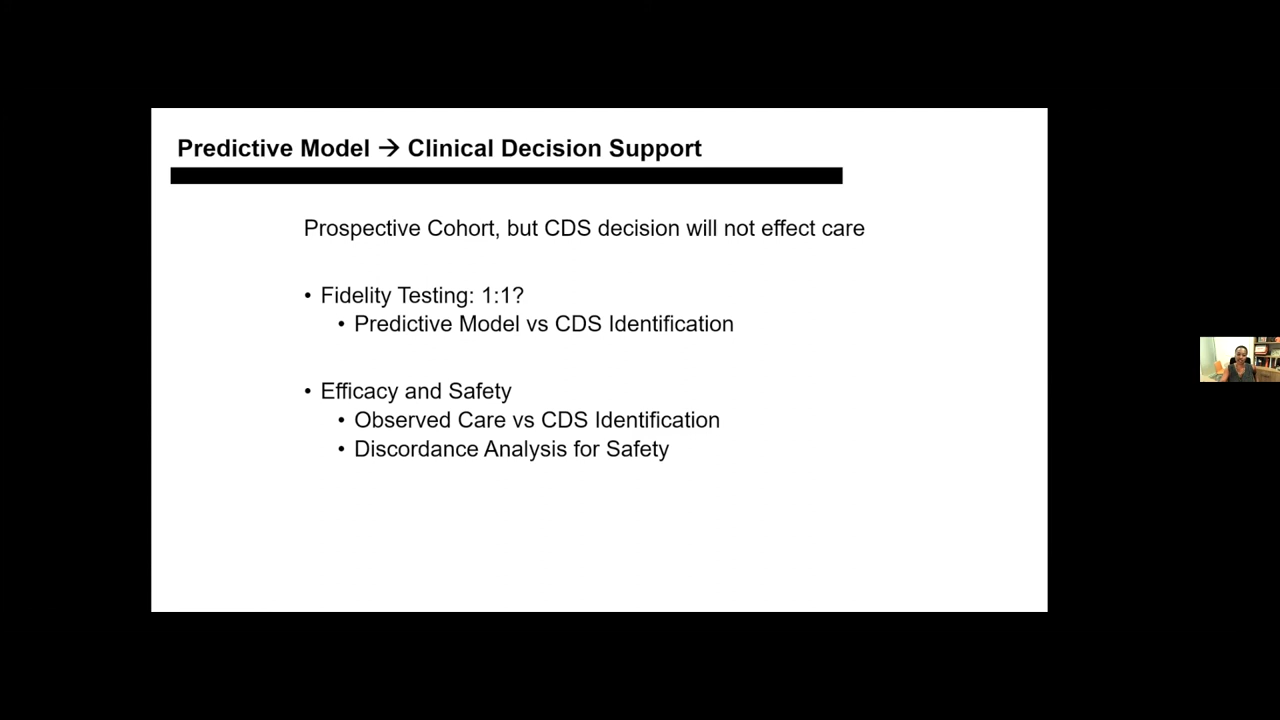 Predictive Model → Clinical Decision Support
Prospective Cohort, but CDS decision will not effect care
• Fidelity Testing: 1:1?
• Predictive Model vs CDS Identification
• Efficacy and Safety
• Observed Care vs CDS Identification
• Discordance Analysis for Safety